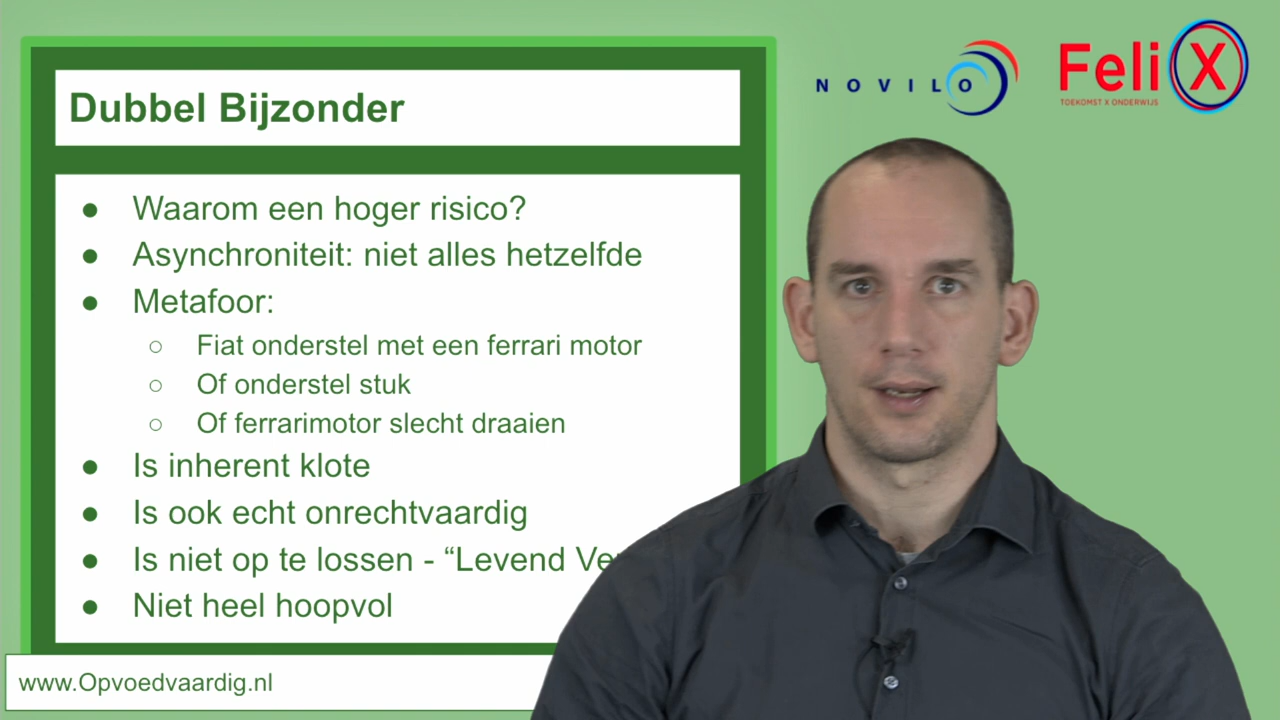 Dubbel Bijzonder
NOVILO
FeliX
TOEKOMST X ONDERWIJS
● Waarom een hoger risico?
● Asynchroniteit: niet alles hetzelfde
● Metafoor:
○ Fiat onderstel met een ferrari motor
○ Of onderstel stuk
○ Of ferrarimotor slecht draaien
● Is inherent klote
● Is ook echt onrechtvaardig
● Is niet op te lossen - “Levend
● Niet heel hoopvol
www.Opvoedvaardig.nl